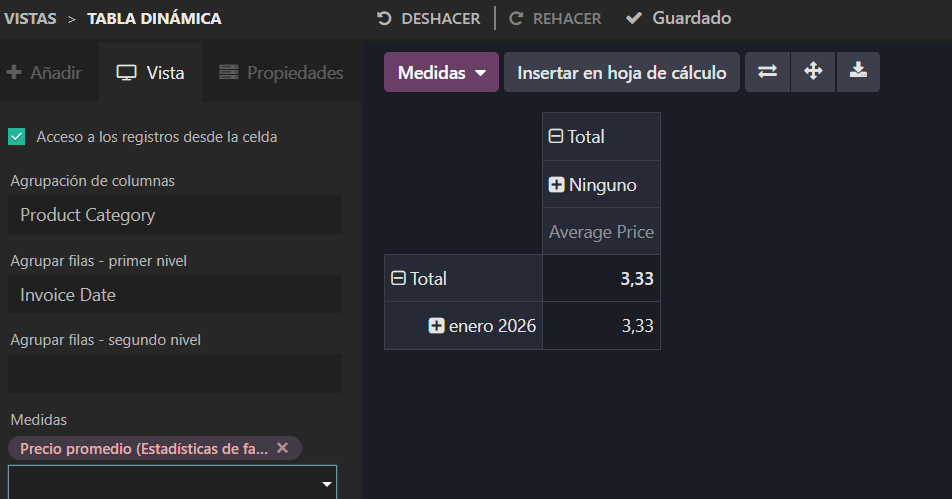 VISTAS > TABLA DINÁMICA
DESHACER
REHACER
Guardado
Añadir
Vista
Propiedades
Acceso a los registros desde la celda
Agrupación de columnas
Product Category
Agrupar filas - primer nivel
Invoice Date
Agrupar filas - segundo nivel
Medidas
Precio promedio (Estadísticas de fa...
Medidas
Insertar en hoja de cálculo
Total
Ninguno
Average Price
Total 3,33
enero 2026 3,33